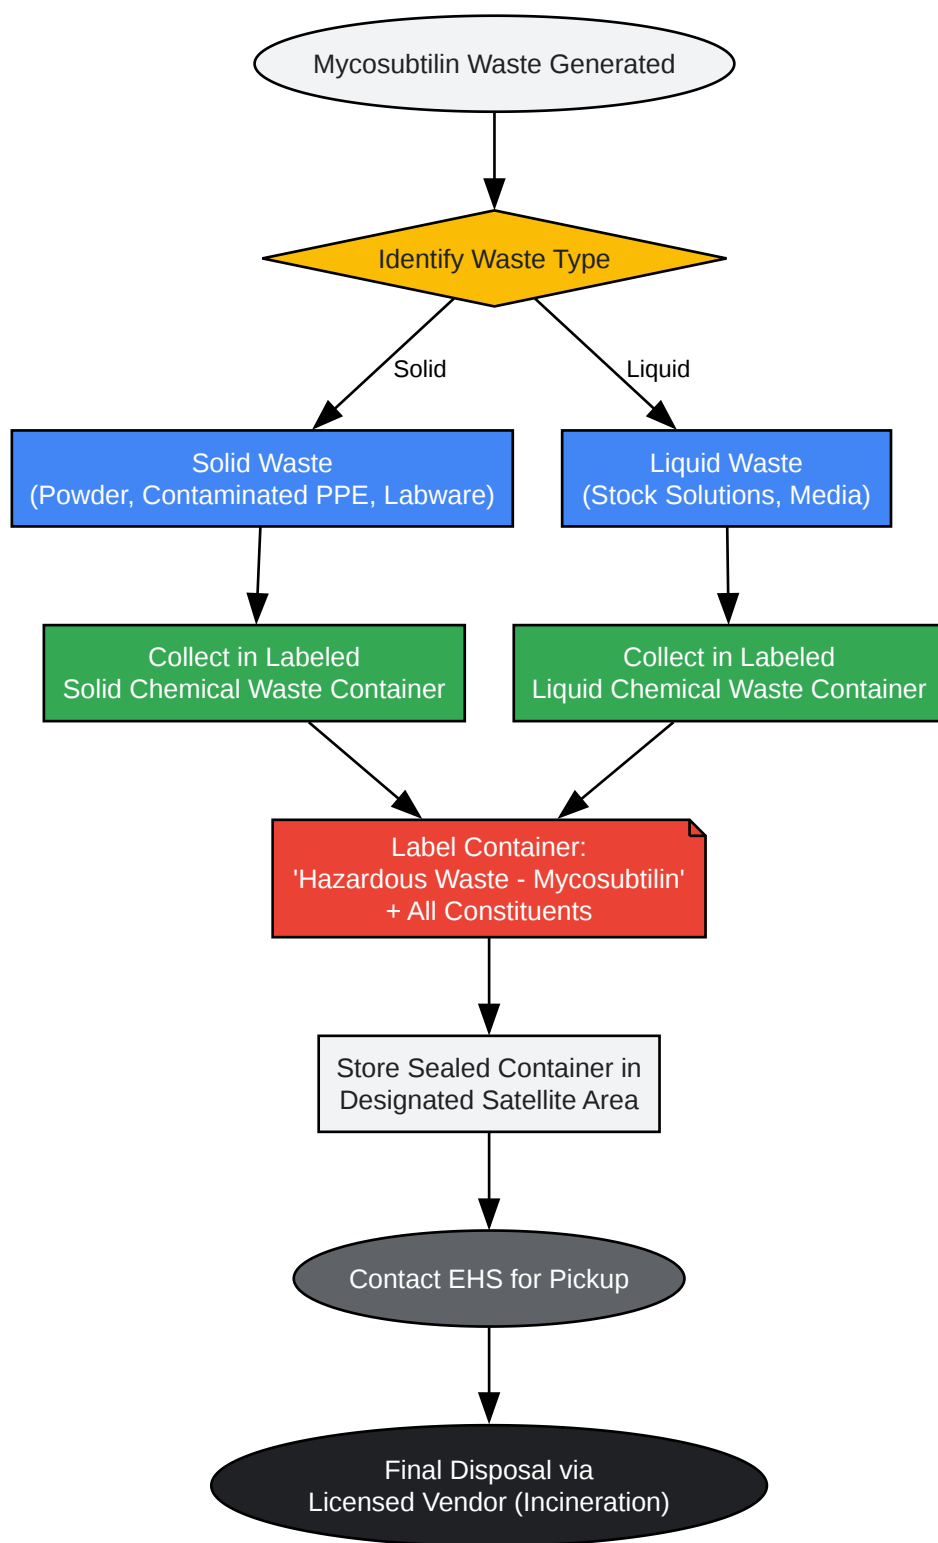 Mycosubtilin Waste Generated
Identify Waste Type
Solid
Liquid
Solid Waste
(Powder, Contaminated PPE, Labware)
Liquid Waste
(Stock Solutions, Media)
Collect in Labeled
Solid Chemical Waste Container
Collect in Labeled
Liquid Chemical Waste Container
Label Container:
'Hazardous Waste - Mycosubtilin'
+ All Constituents
Store Sealed Container in
Designated Satellite Area
Contact EHS for Pickup
Final Disposal via
Licensed Vendor (Incineration)